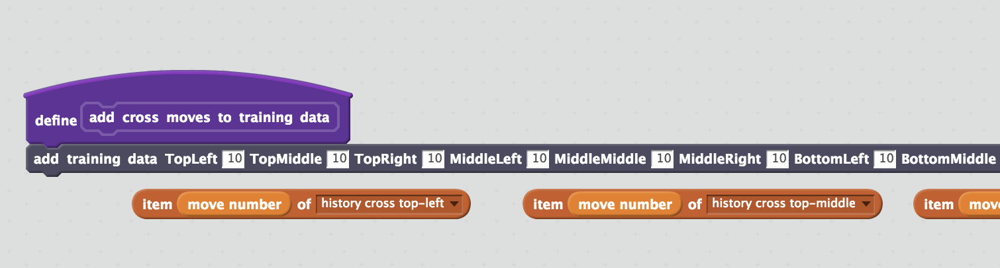 define add cross moves to training data
add training data TopLeft 10 TopMiddle 10 TopRight 10 MiddleLeft 10 MiddleMiddle 10 MiddleRight 10 BottomLeft 10 BottomMiddle
item move number of history cross top-left item move number of history cross top-middle item